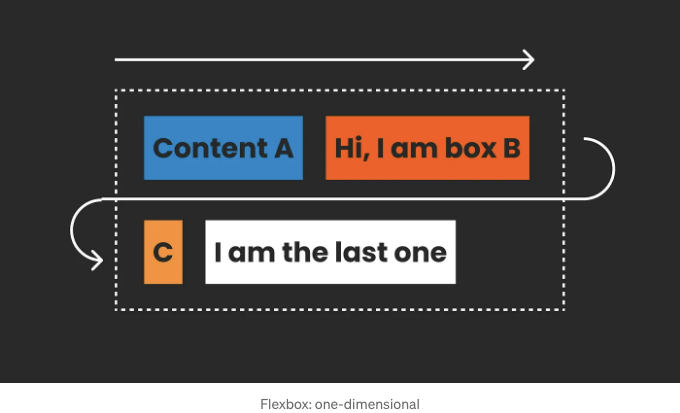 Content A
Hi, I am box B
C
I am the last one
Flexbox: one-dimensional